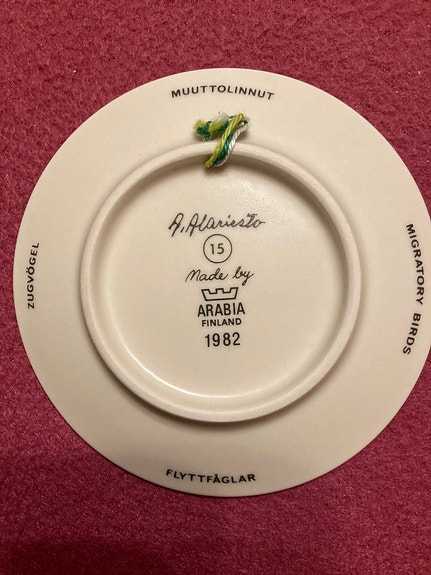 MUUTTOLINNUT
A. Alariesto
15
Made by
ARABIA
FINLAND
1982
ZUGVÖGEL
MIGRATORY BIRDS
FLYTTFÅGLAR